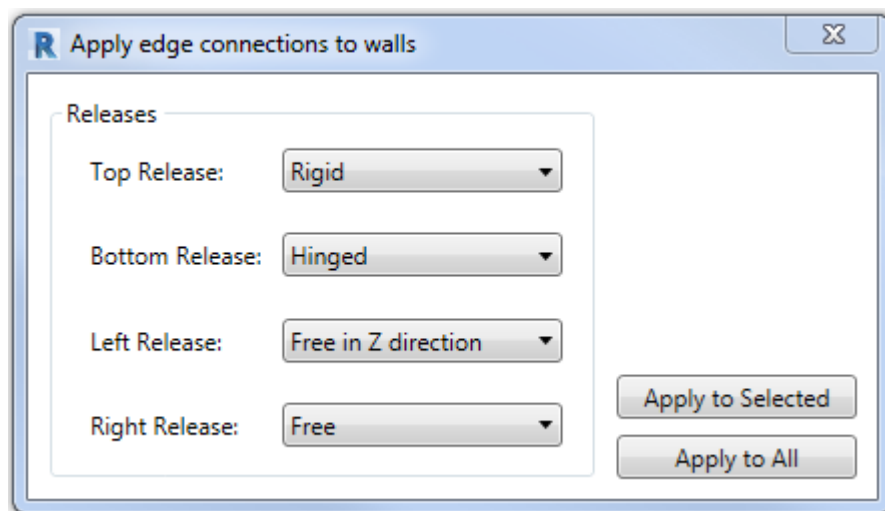 R Apply edge connections to walls
Releases
Top Release: Rigid
Bottom Release: Hinged
Left Release: Free in Z direction
Right Release: Free
Apply to Selected
Apply to All